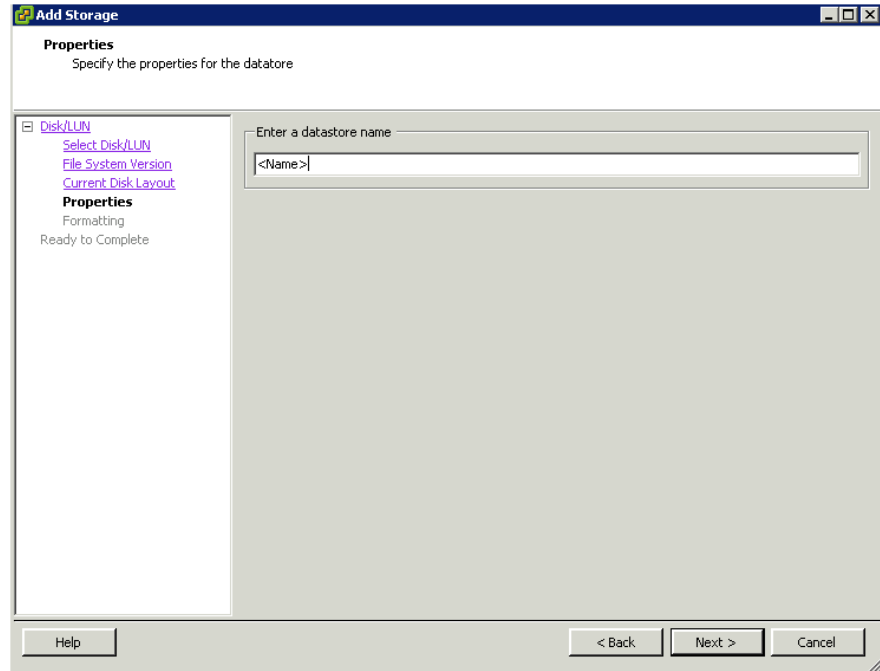 Add Storage
Properties
Specify the properties for the datatore
Disk/LUN
Select Disk/LUN
File System Version
Current Disk Layout
Properties
Formatting
Ready to Complete
Enter a datastore name
<Name>
Help
< Back
Next >
Cancel